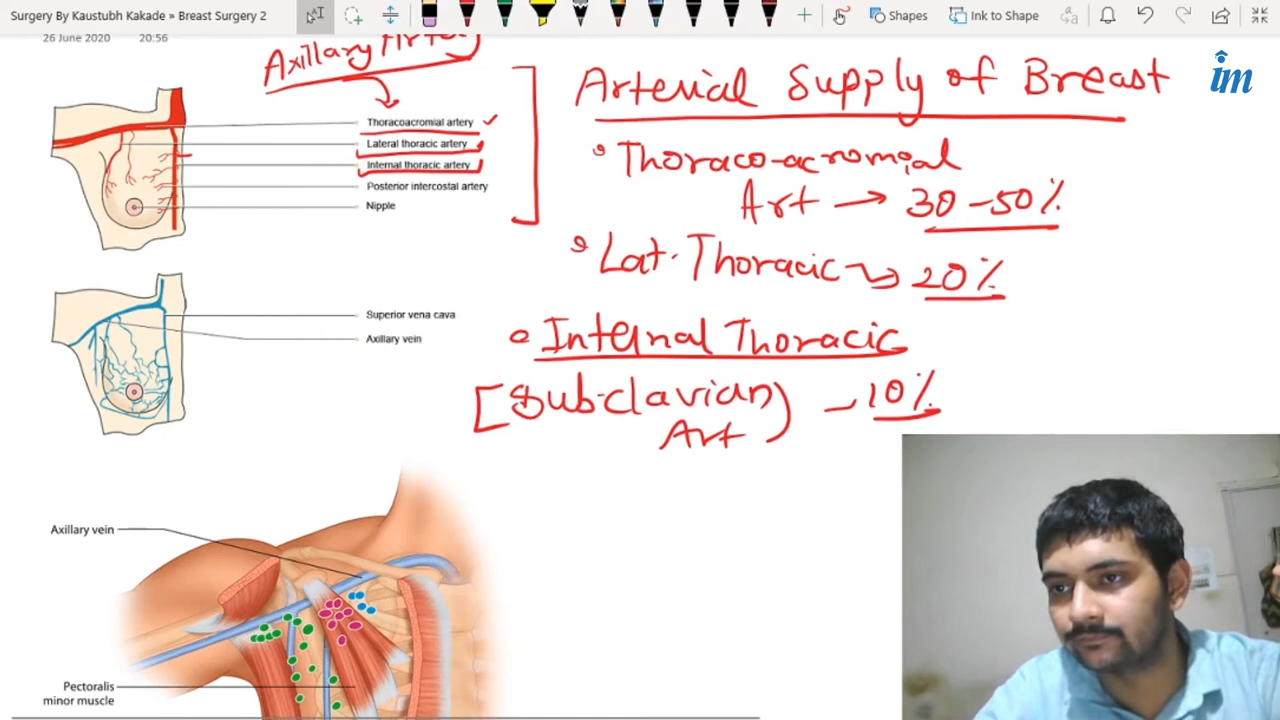 Surgery By Kaustubh Kakade » Breast Surgery 2
Shapes
Ink to Shape
26 June 2020 20:56
im
Axillary Artery
Thoracoacromial artery
Lateral thoracic artery
Internal thoracic artery
Posterior intercostal artery
Nipple
Superior vena cava
Axillary vein
Arterial Supply of Breast
Thoraco-acromial
Art → 30-50%
Lat. Thoracic → 20%
Internal Thoracic
[Sub-clavian) - 10%
Art
Axillary vein
Pectoralis
minor muscle